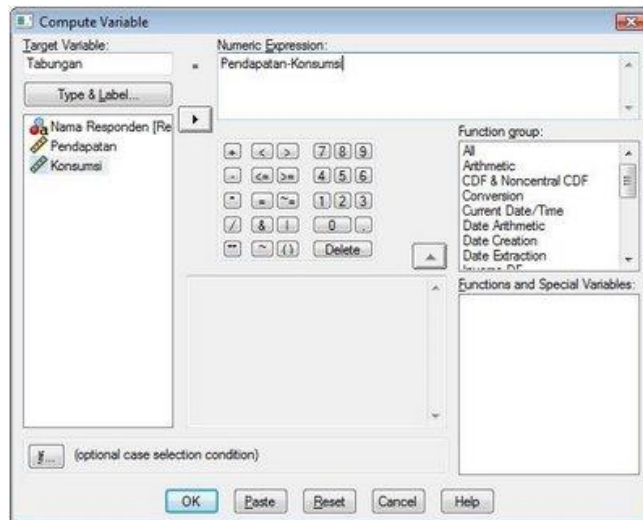 Compute Variable
Target Variable:
Tabungan
=
Numeric Expression:
Pendapatan-Konsumsi
Type & Label...
Nama Responden [Re
Pendapatan
Konsumsi
+ < > 7 8 9
- <= >= 4 5 6
* = ~= 1 2 3
/ & | 0 .
** ~ () Delete
Function group:
All
Arithmetic
CDF & Noncentral CDF
Conversion
Current Date/Time
Date Arithmetic
Date Creation
Date Extraction
Functions and Special Variables:
If... (optional case selection condition)
OK Paste Reset Cancel Help